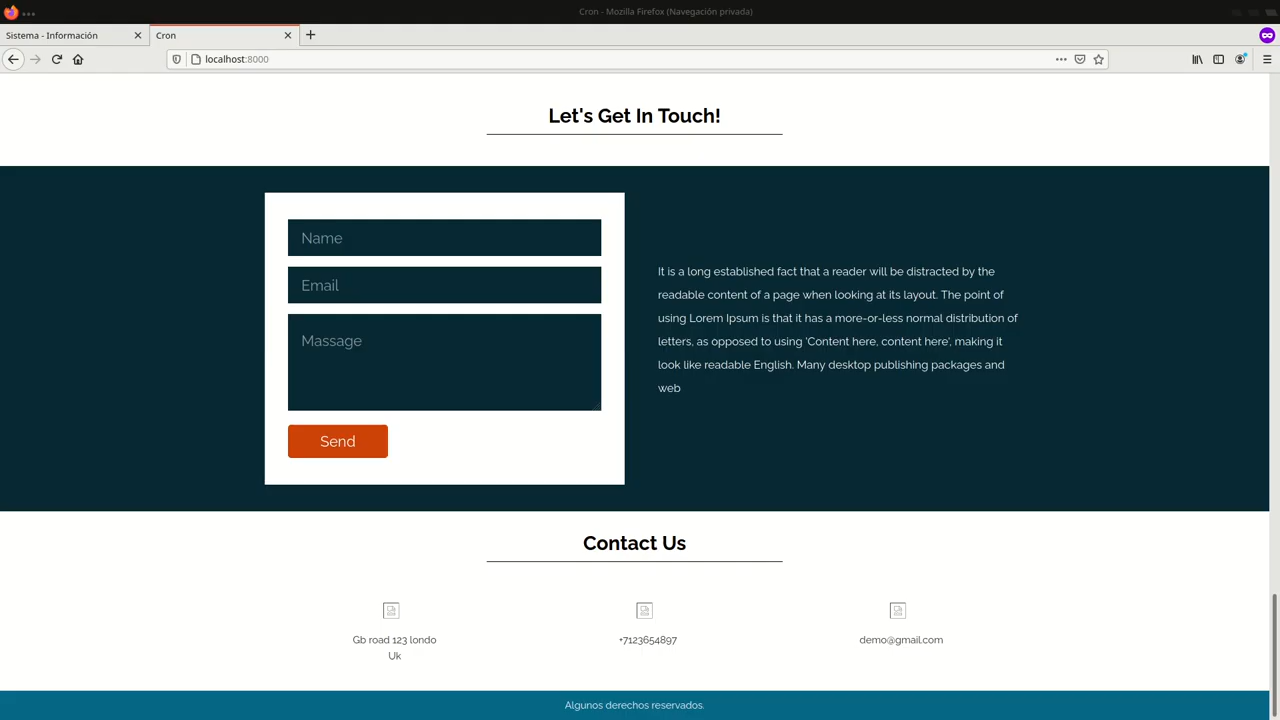 Cron - Mozilla Firefox (Navegación privada)
Sistema - Información
Cron
localhost:8000
Let's Get In Touch!
Name
Email
Massage
Send
It is a long established fact that a reader will be distracted by the
readable content of a page when looking at its layout. The point of
using Lorem Ipsum is that it has a more-or-less normal distribution of
letters, as opposed to using 'Content here, content here', making it
look like readable English. Many desktop publishing packages and
web
Contact Us
Gb road 123 londo
Uk
+7123654897
demo@gmail.com
Algunos derechos reservados.